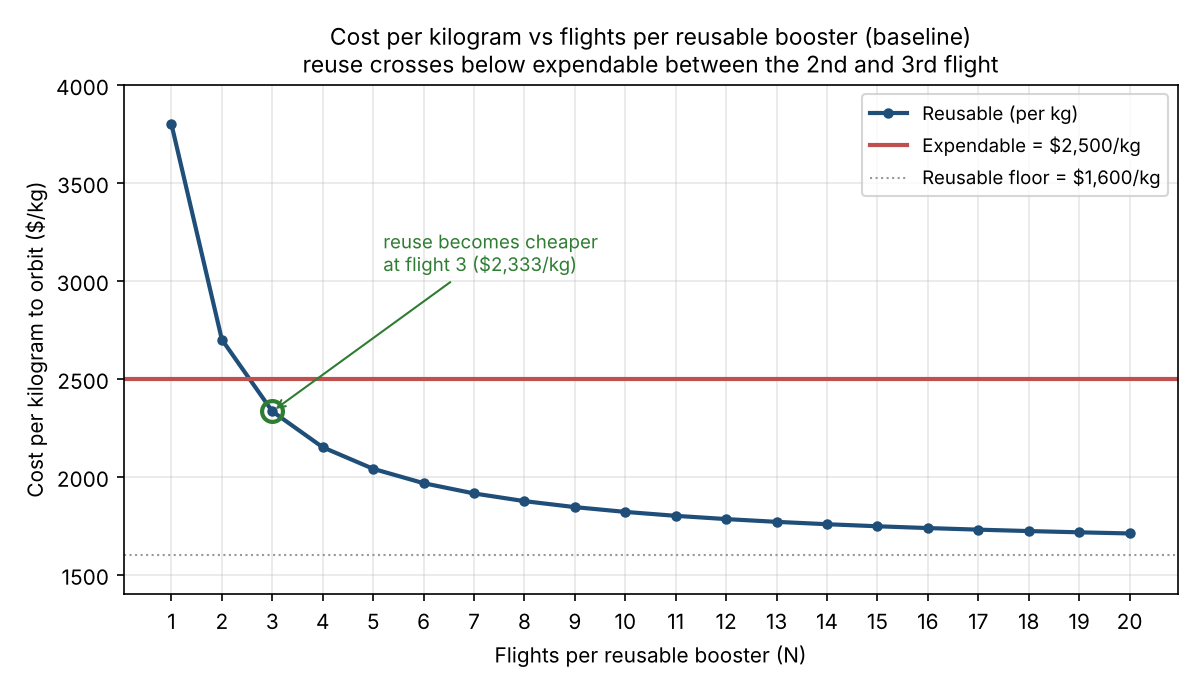 Cost per kilogram vs flights per reusable booster (baseline)
reuse crosses below expendable between the 2nd and 3rd flight
Cost per kilogram to orbit ($/kg)
4000
3500
3000
2500
2000
1500
Reusable (per kg)
Expendable = $2,500/kg
Reusable floor = $1,600/kg
reuse becomes cheaper
at flight 3 ($2,333/kg)
1 2 3 4 5 6 7 8 9 10 11 12 13 14 15 16 17 18 19 20
Flights per reusable booster (N)